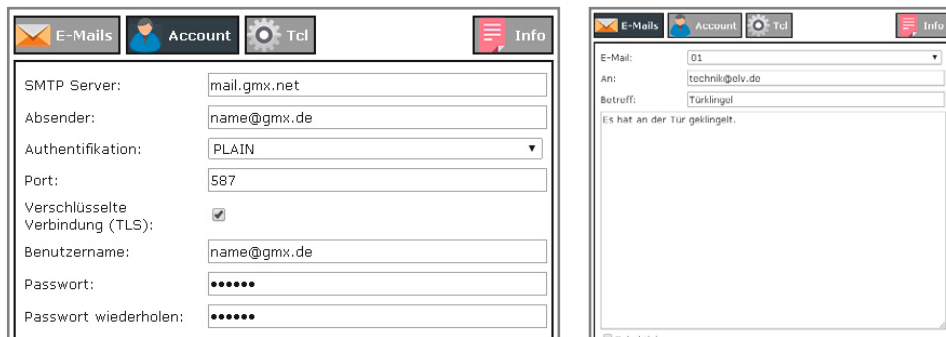 E-Mails Account Tcl Info
SMTP Server: mail.gmx.net
Absender: name@gmx.de
Authentifikation: PLAIN
Port: 587
Verschlüsselte
Verbindung (TLS):
Benutzername: name@gmx.de
Passwort: ••••••
Passwort wiederholen: ••••••
E-Mails Account Tcl Info
E-Mail: 01
An: technik@elv.de
Betreff: Türklingel
Es hat an der Tür geklingelt.